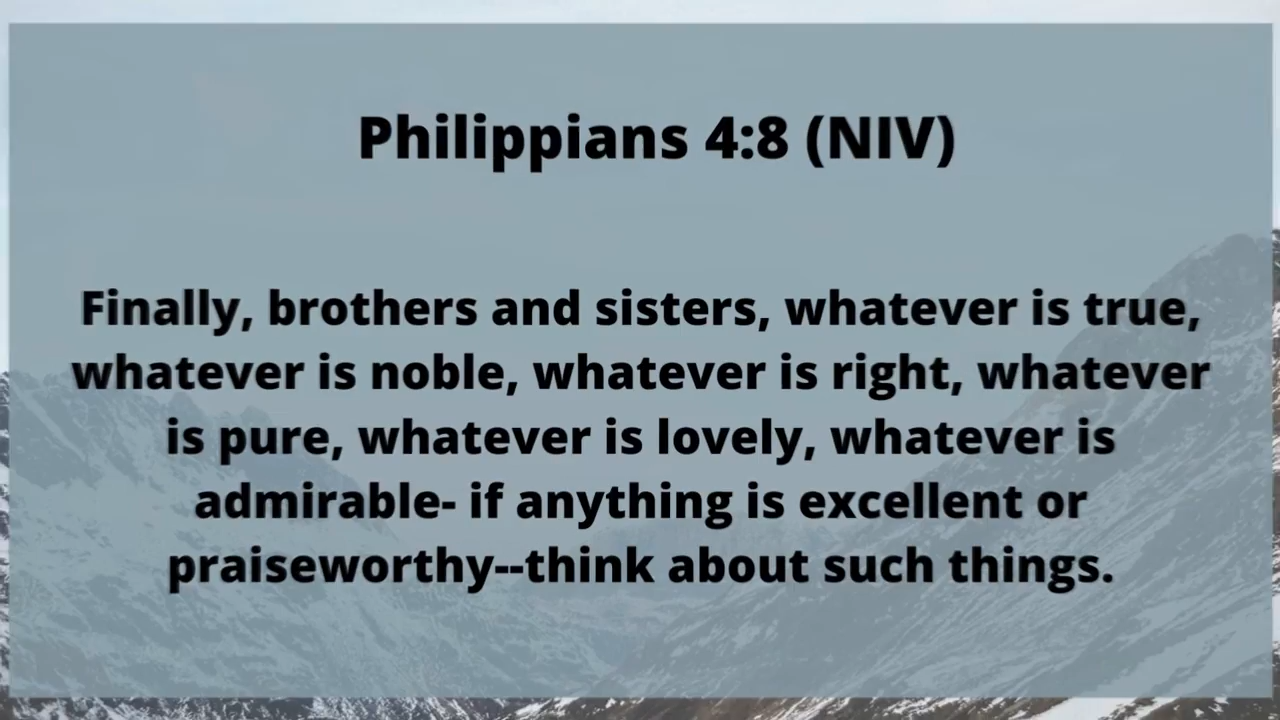 Philippians 4:8 (NIV)
Finally, brothers and sisters, whatever is true,
whatever is noble, whatever is right, whatever
is pure, whatever is lovely, whatever is
admirable- if anything is excellent or
praiseworthy--think about such things.